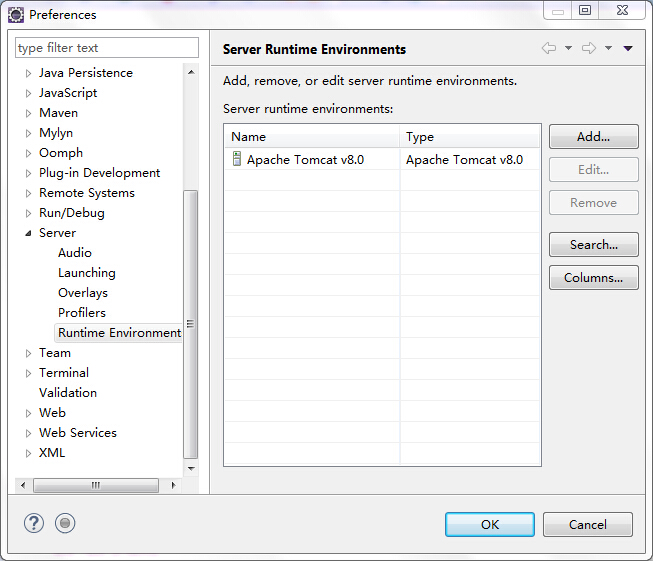 Preferences
type filter text
Java Persistence
JavaScript
Maven
Mylyn
Oomph
Plug-in Development
Remote Systems
Run/Debug
Server
Audio
Launching
Overlays
Profilers
Runtime Environment
Team
Terminal
Validation
Web
Web Services
XML
Server Runtime Environments
Add, remove, or edit server runtime environments.
Server runtime environments:
Name Type
Apache Tomcat v8.0 Apache Tomcat v8.0
Add...
Edit...
Remove
Search...
Columns...
?
OK Cancel